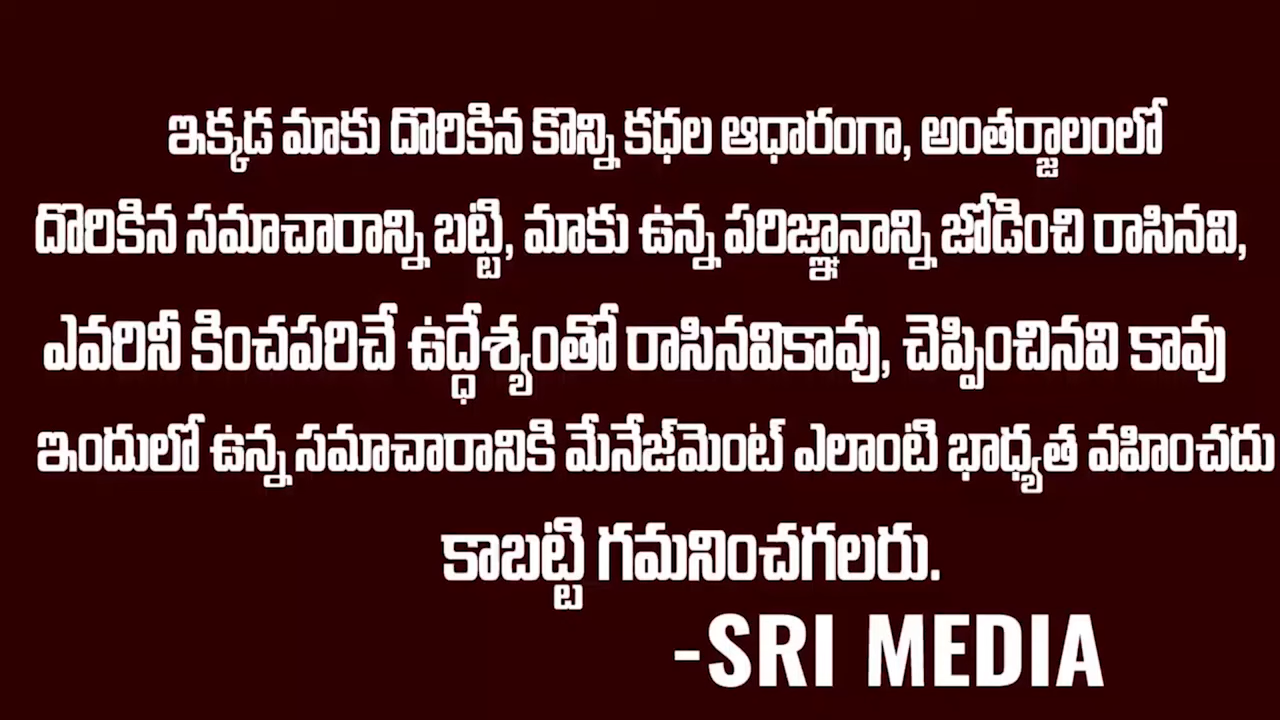 ఇక్కడ మాకు దొరికిన కొన్ని కధల ఆధారంగా, అంతర్జాలంలో
దొరికిన సమాచారాన్ని బట్టి, మాకు ఉన్న పరిజ్ఞానాన్ని జోడించి రాసినవి,
ఎవరినీ కించపరిచే ఉద్ధేశ్యంతో రాసినవికావు, చెప్పించినవి కావు
ఇందులో ఉన్న సమాచారానికి మేనేజ్‌మెంట్ ఎలాంటి భాధ్యత వహించదు
కాబట్టి గమనించగలరు.
-SRI MEDIA